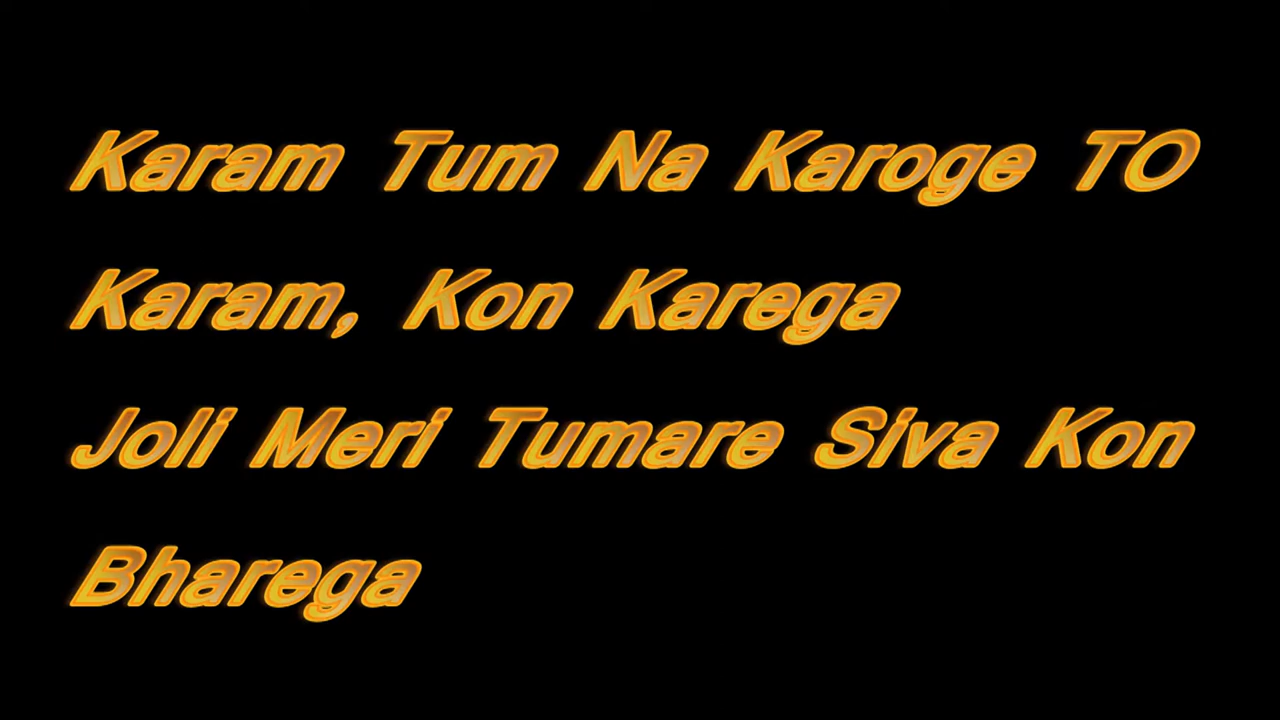 Karam Tum Na Karoge TO
Karam, Kon Karega
Joli Meri Tumare Siva Kon
Bharega